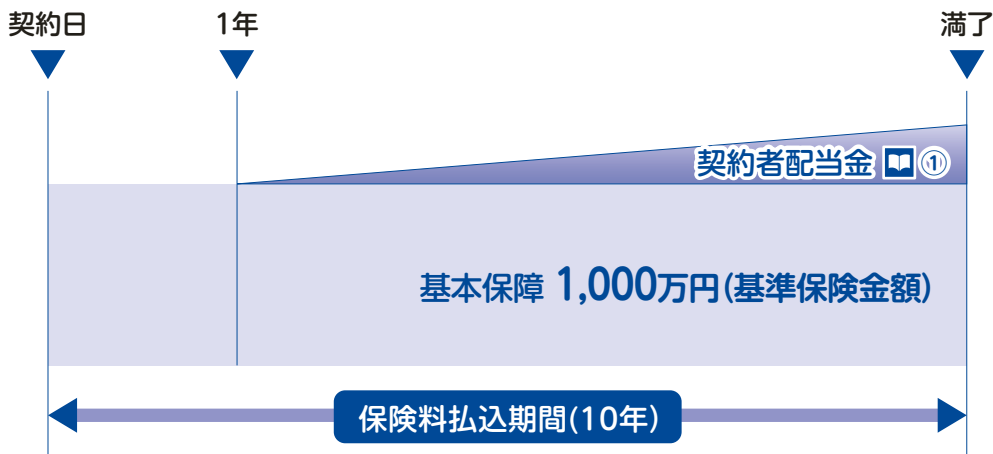 契約日 1年 満了
契約者配当金 ①
基本保障 1,000万円(基準保険金額)
保険料払込期間(10年)